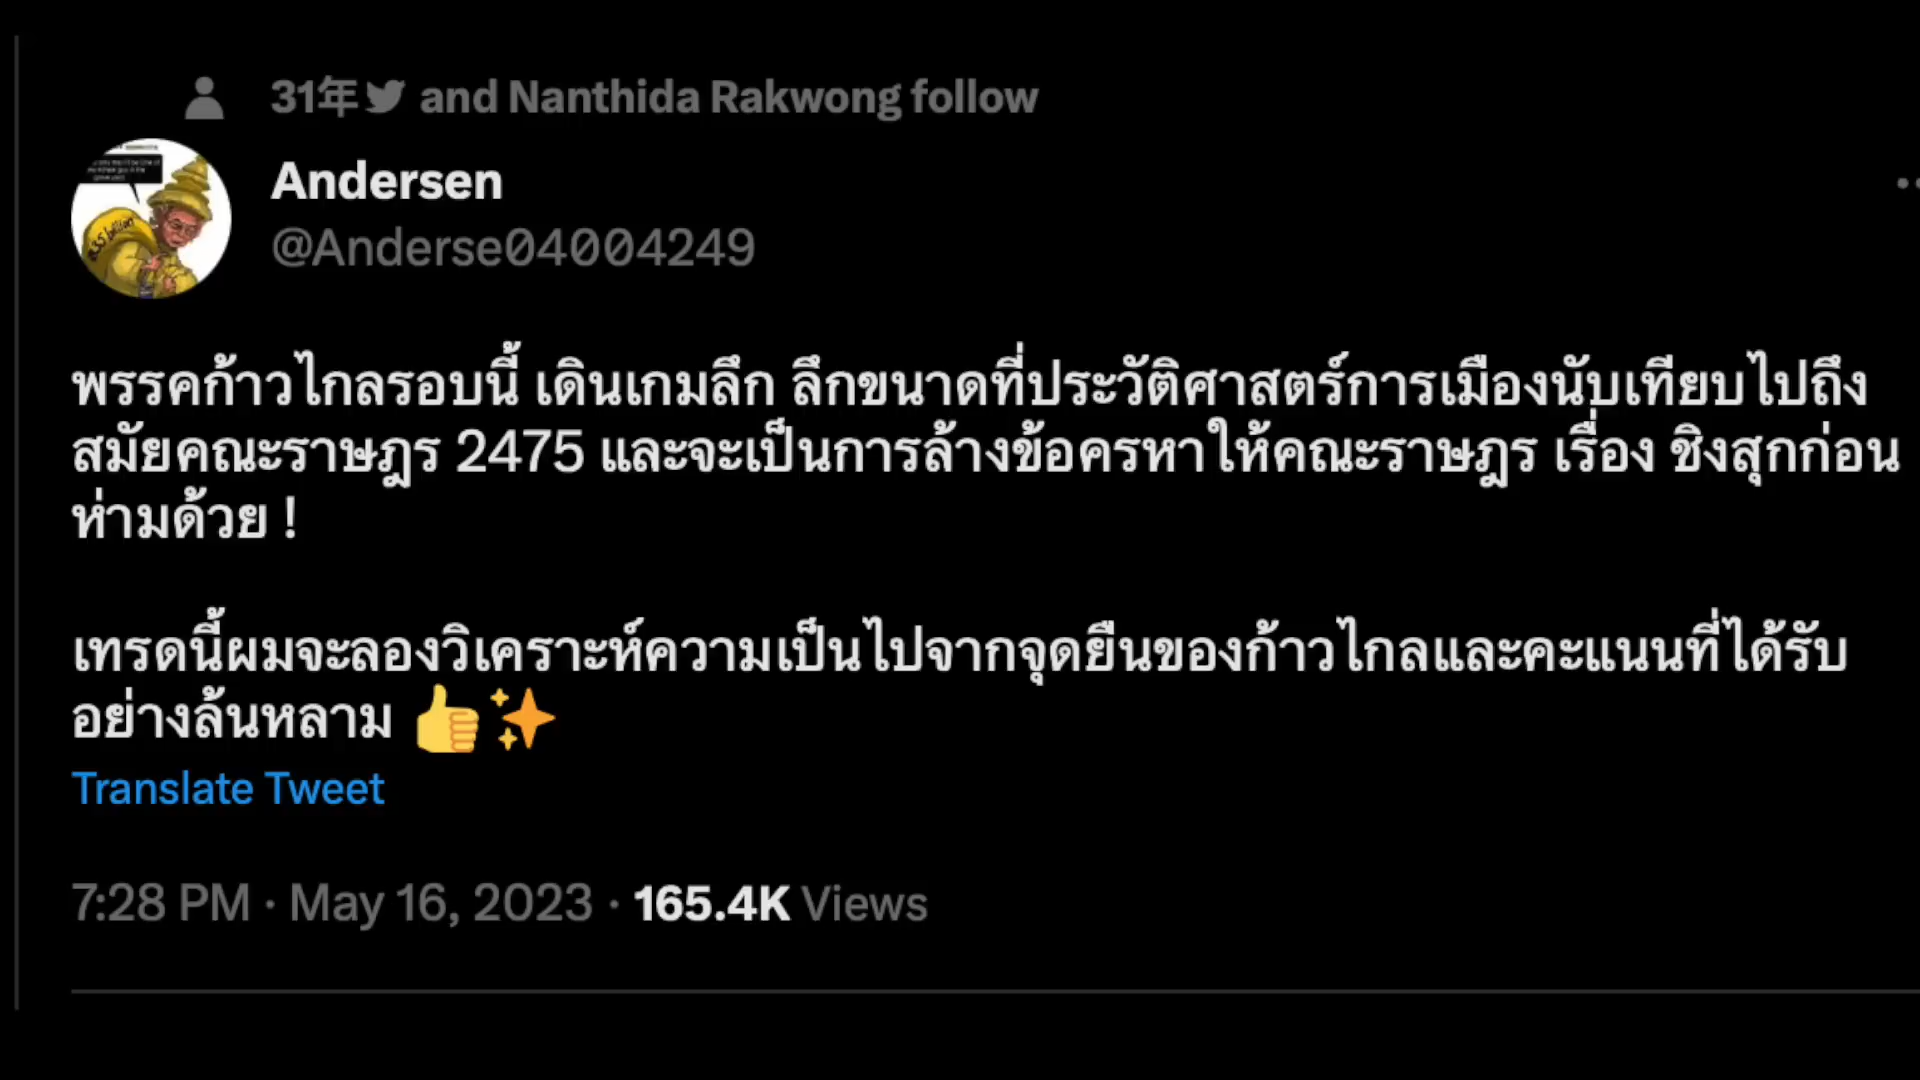 31年 and Nanthida Rakwong follow
Andersen
@Anderse04004249
พรรคก้าวไกลรอบนี้ เดินเกมลึก ลึกขนาดที่ประวัติศาสตร์การเมืองนับเทียบไปถึง
สมัยคณะราษฎร 2475 และจะเป็นการล้างข้อครหาให้คณะราษฎร เรื่อง ชิงสุกก่อน
ห่ามด้วย !
เทรดนี้ผมจะลองวิเคราะห์ความเป็นไปจากจุดยืนของก้าวไกลและคะแนนที่ได้รับ
อย่างล้นหลาม 👍✨
Translate Tweet
7:28 PM · May 16, 2023 · 165.4K Views